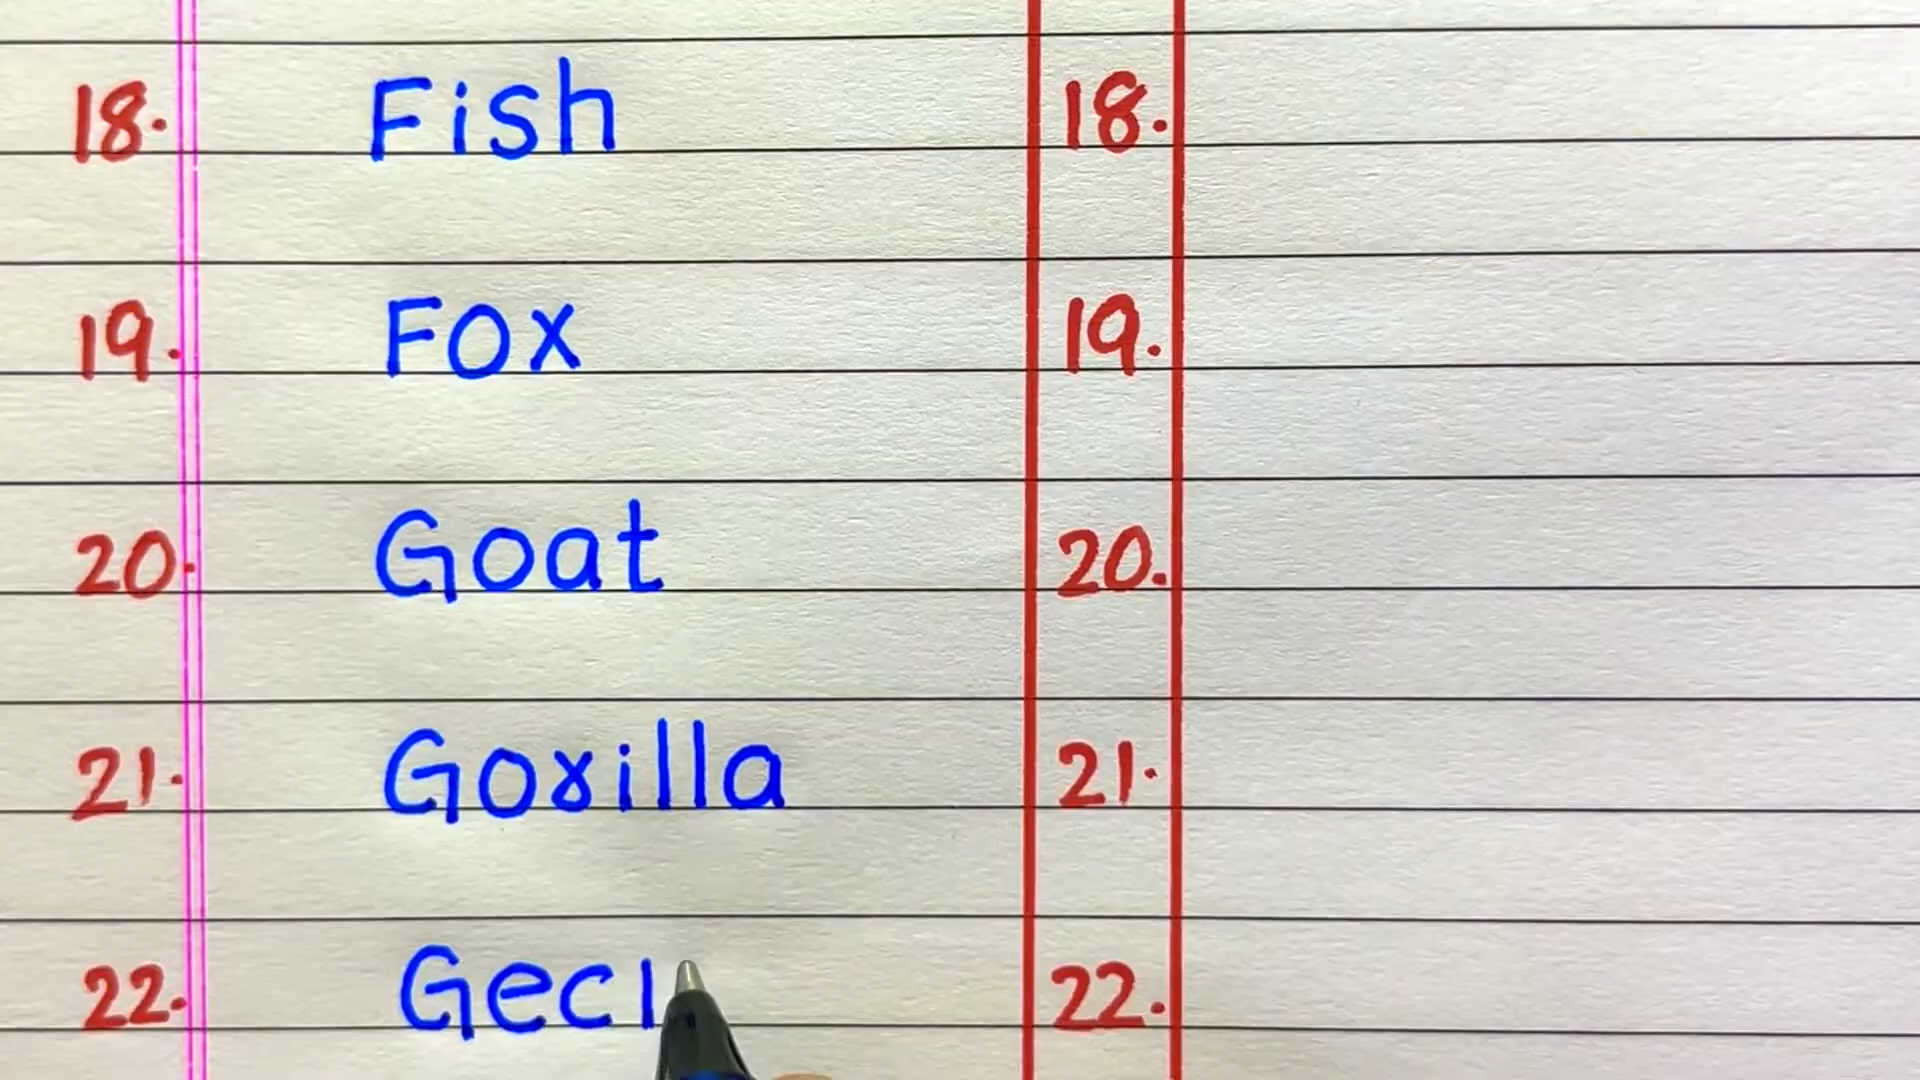 18. Fish 18.
19. Fox 19.
20. Goat 20.
21. Gorilla 21.
22. Gec 22.